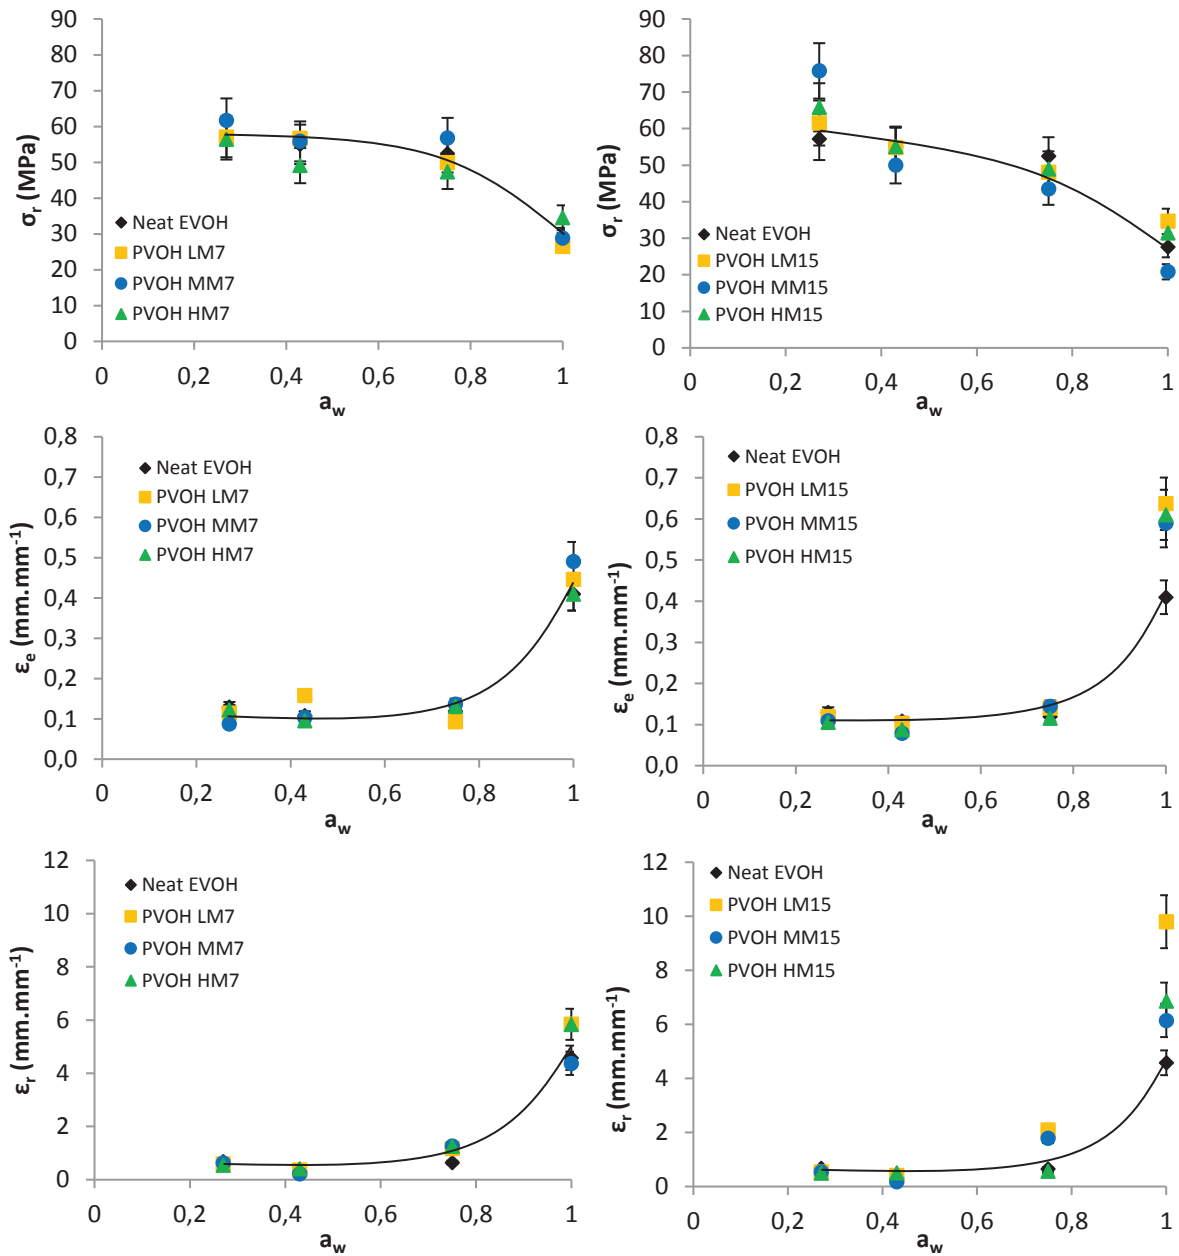 90
80
70
60
50
40
30
20
10
0
σr (MPa)
Neat EVOH
PVOH LM7
PVOH MM7
PVOH HM7
0 0,2 0,4 0,6 0,8 1
aw
90
80
70
60
50
40
30
20
10
0
σr (MPa)
Neat EVOH
PVOH LM15
PVOH MM15
PVOH HM15
0 0,2 0,4 0,6 0,8 1
aw
0,8
0,7
0,6
0,5
0,4
0,3
0,2
0,1
0,0
εe (mm.mm-1)
Neat EVOH
PVOH LM7
PVOH MM7
PVOH HM7
0 0,2 0,4 0,6 0,8 1
aw
0,8
0,7
0,6
0,5
0,4
0,3
0,2
0,1
0,0
εe (mm.mm-1)
Neat EVOH
PVOH LM15
PVOH MM15
PVOH HM15
0 0,2 0,4 0,6 0,8 1
aw
12
10
8
6
4
2
0
εr (mm.mm-1)
Neat EVOH
PVOH LM7
PVOH MM7
PVOH HM7
0 0,2 0,4 0,6 0,8 1
aw
12
10
8
6
4
2
0
εr (mm.mm-1)
Neat EVOH
PVOH LM15
PVOH MM15
PVOH HM15
0 0,2 0,4 0,6 0,8 1
aw